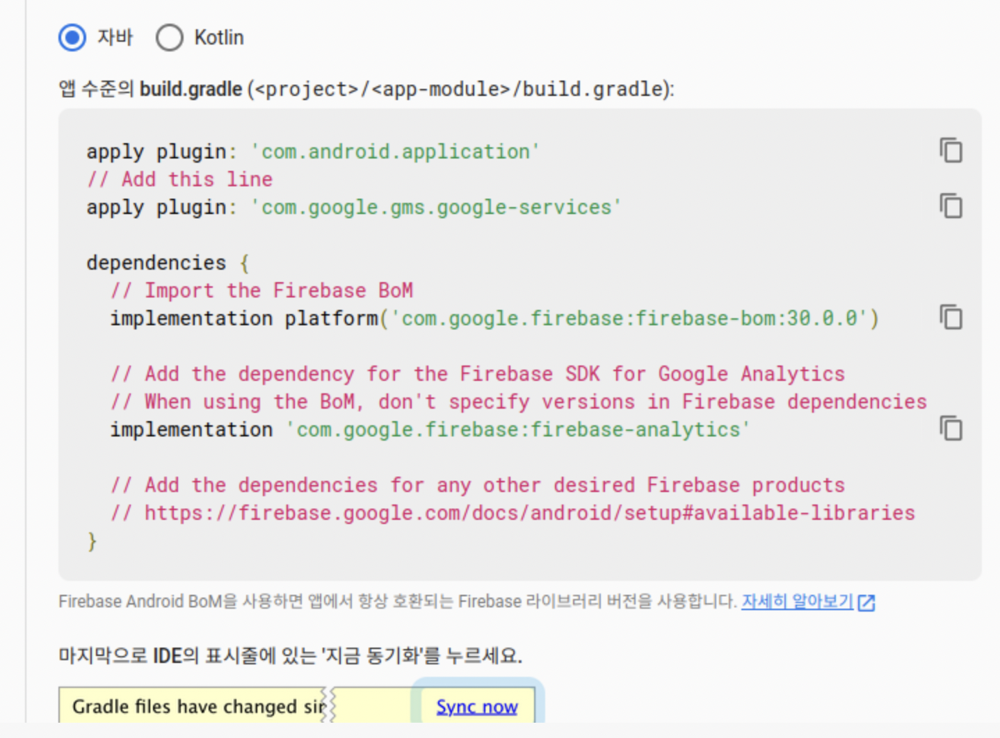 자바 Kotlin
앱 수준의 build.gradle (<project>/<app-module>/build.gradle):
apply plugin: 'com.android.application'
// Add this line
apply plugin: 'com.google.gms.google-services'
dependencies {
// Import the Firebase BoM
implementation platform('com.google.firebase:firebase-bom:30.0.0')
// Add the dependency for the Firebase SDK for Google Analytics
// When using the BoM, don't specify versions in Firebase dependencies
implementation 'com.google.firebase:firebase-analytics'
// Add the dependencies for any other desired Firebase products
// https://firebase.google.com/docs/android/setup#available-libraries
}
Firebase Android BoM을 사용하면 앱에서 항상 호환되는 Firebase 라이브러리 버전을 사용합니다. 자세히 알아보기
마지막으로 IDE의 표시줄에 있는 '지금 동기화'를 누르세요.
Gradle files have changed sir Sync now